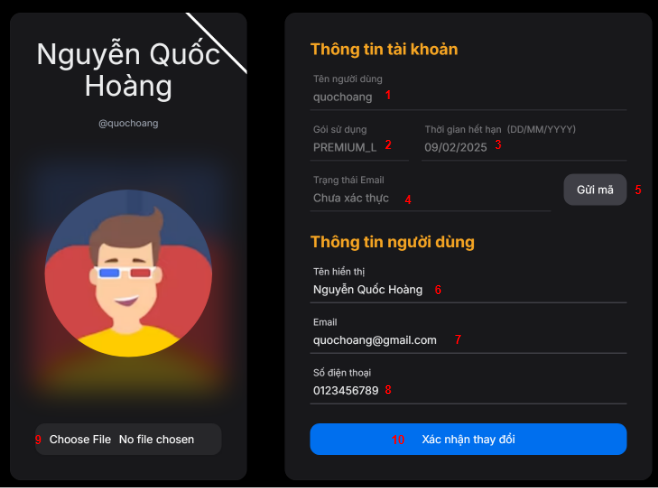 Nguyễn Quốc
Hoàng
@quochoang
9 Choose File No file chosen
Thông tin tài khoản
Tên người dùng
quochoang 1
Gói sử dụng Thời gian hết hạn (DD/MM/YYYY)
PREMIUM_L 2 09/02/2025 3
Trạng thái Email
Chưa xác thực 4 Gửi mã 5
Thông tin người dùng
Tên hiển thị
Nguyễn Quốc Hoàng 6
Email
quochoang@gmail.com 7
Số điện thoại
0123456789 8
10 Xác nhận thay đổi